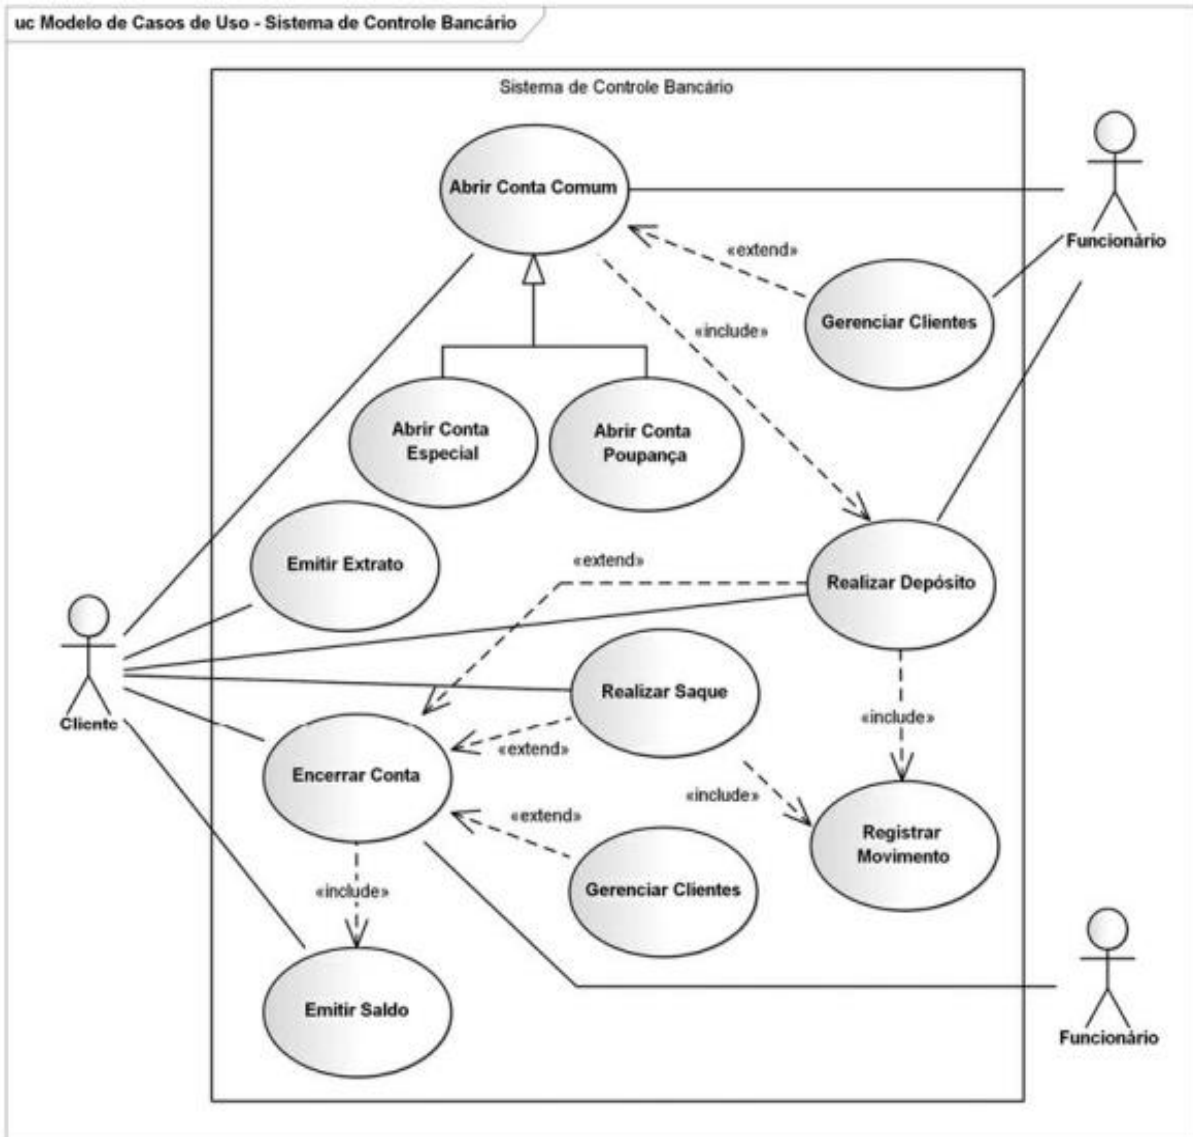 uc Modelo de Casos de Uso - Sistema de Controle Bancário
Sistema de Controle Bancário
Abrir Conta Comum
Funcionário
«extend»
Gerenciar Clientes
«include»
Abrir Conta
Especial
Abrir Conta
Poupança
Emitir Extrato
«extend»
Realizar Depósito
Realizar Saque
Cliente
«include»
«extend»
Encerrar Conta
«include»
«extend»
Registrar
Movimento
Gerenciar Clientes
«include»
Emitir Saldo
Funcionário